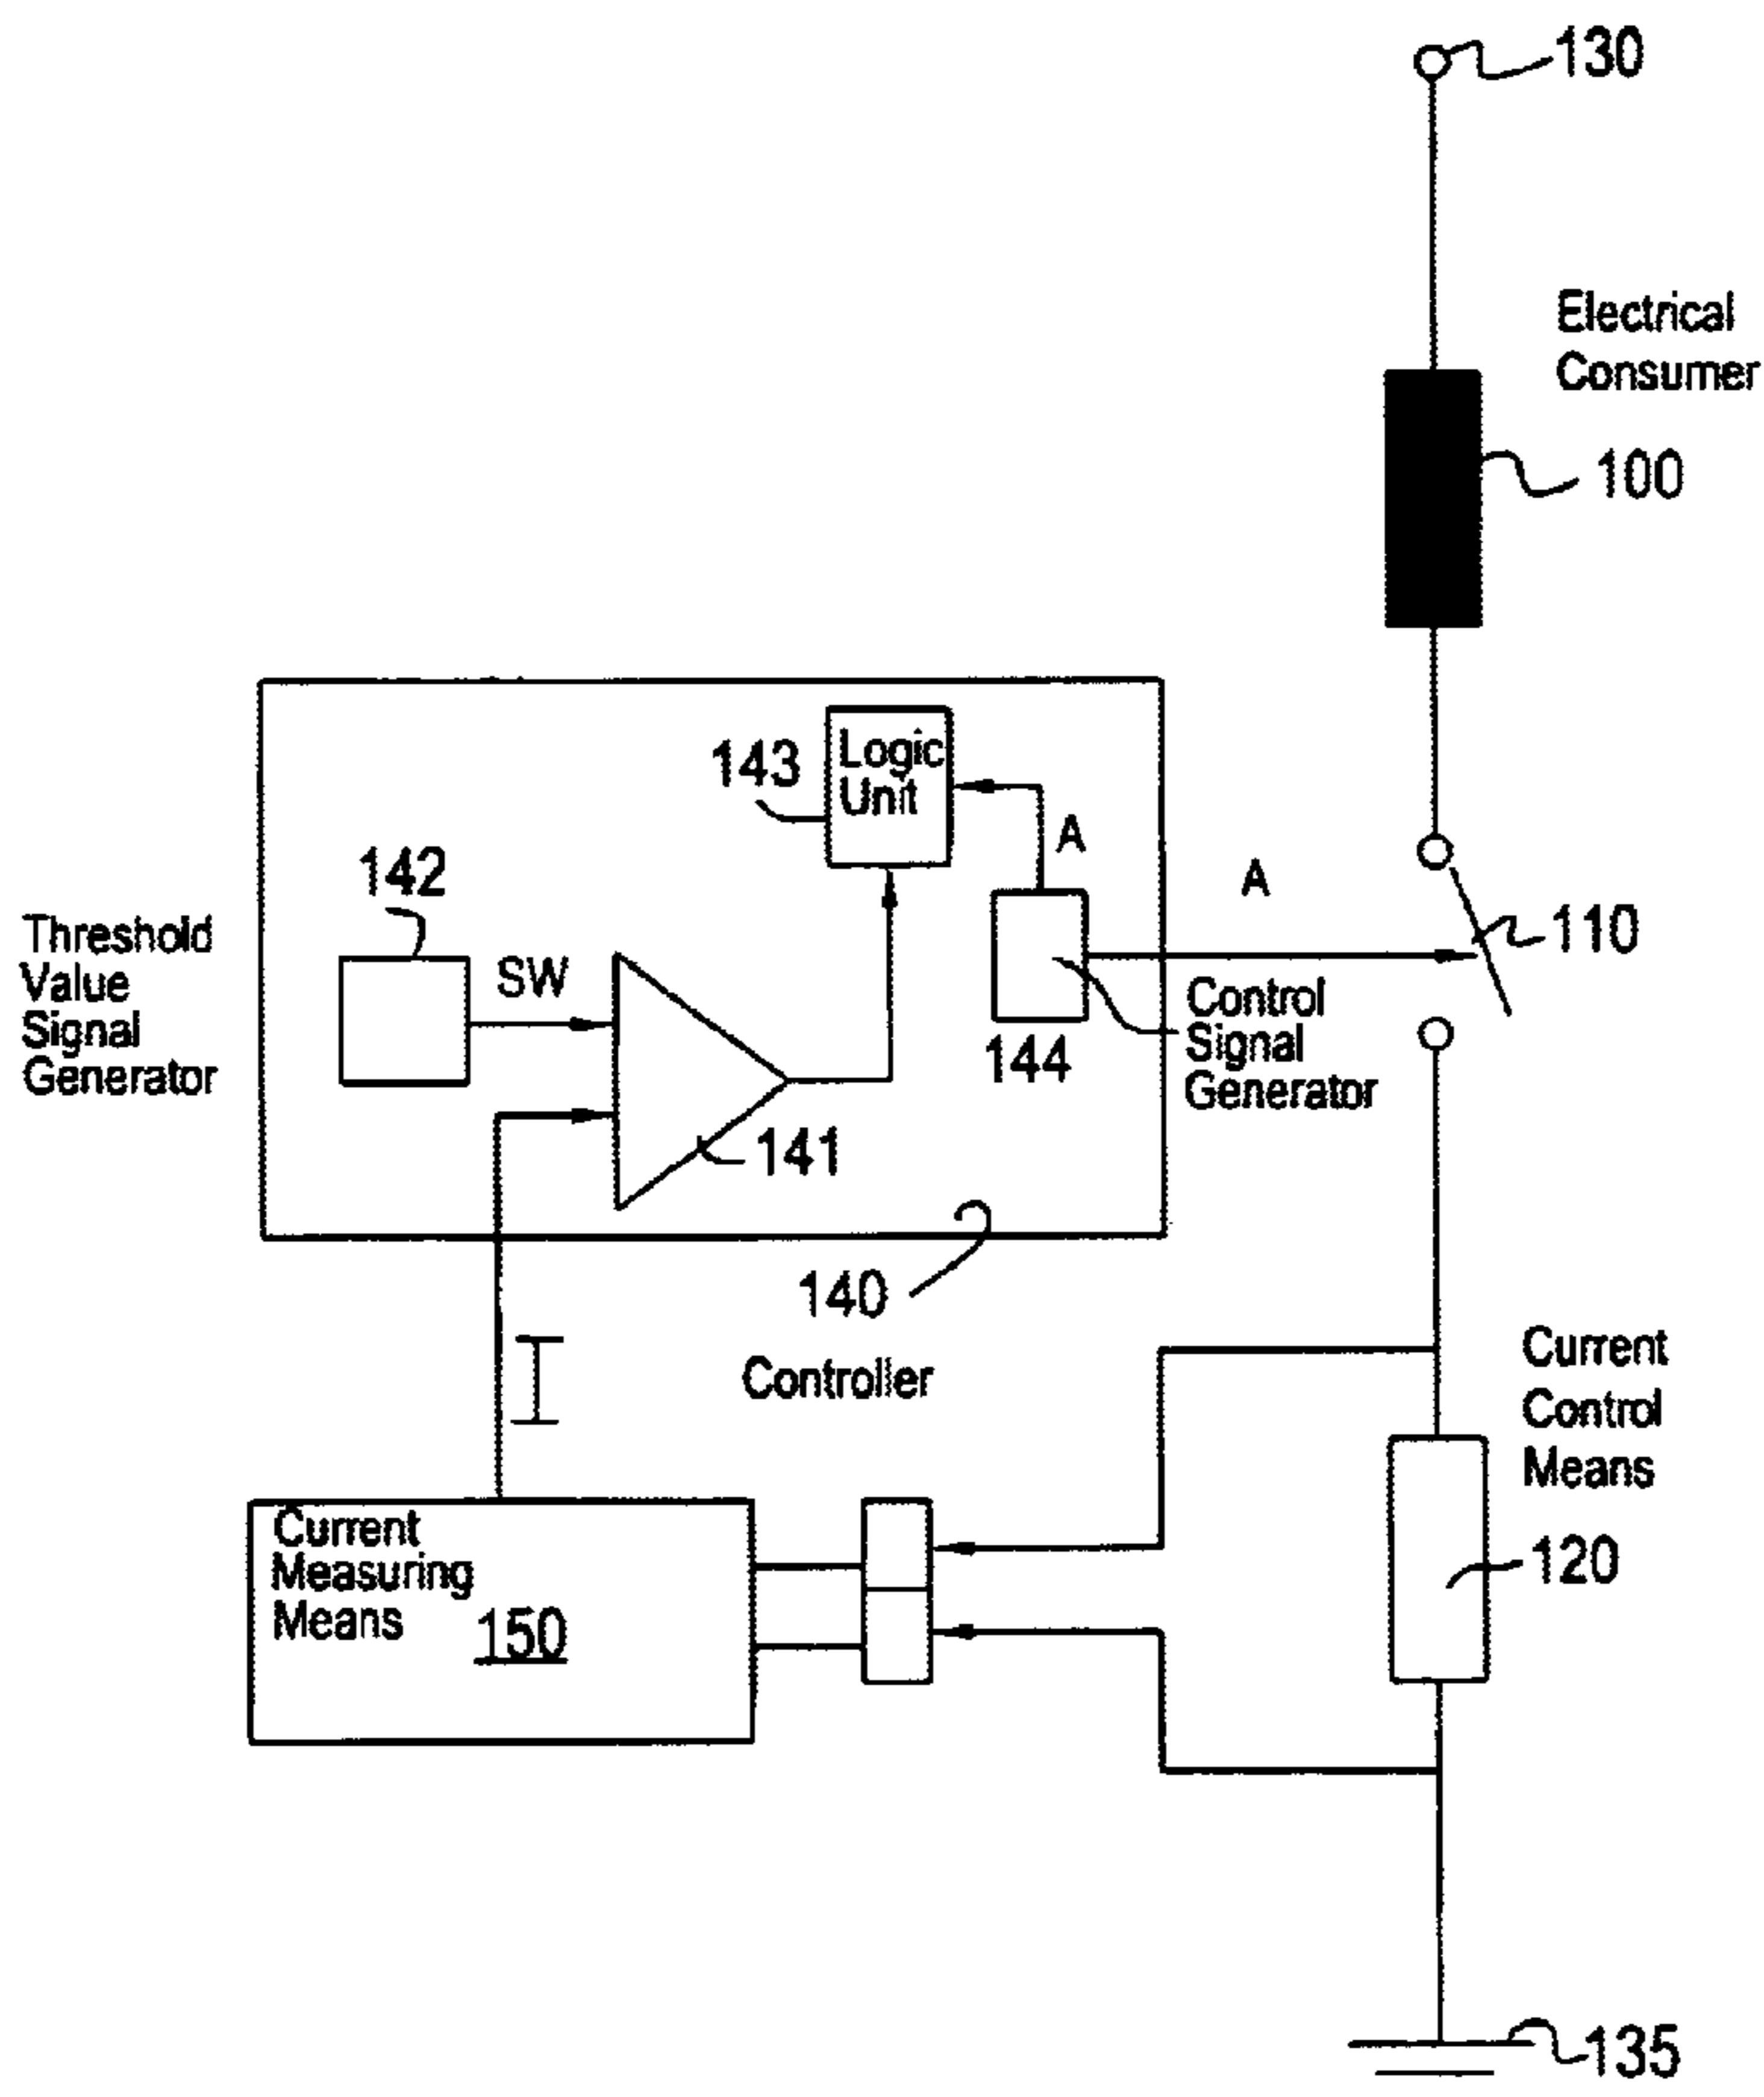 130
Electrical
Consumer
100
143
Logic
Unit
A
142
A
110
Threshold
Value
Signal
Generator
SW
Control
Signal
Generator
144
141
140
Controller
I
Current
Control
Means
120
Current
Measuring
Means
150
135